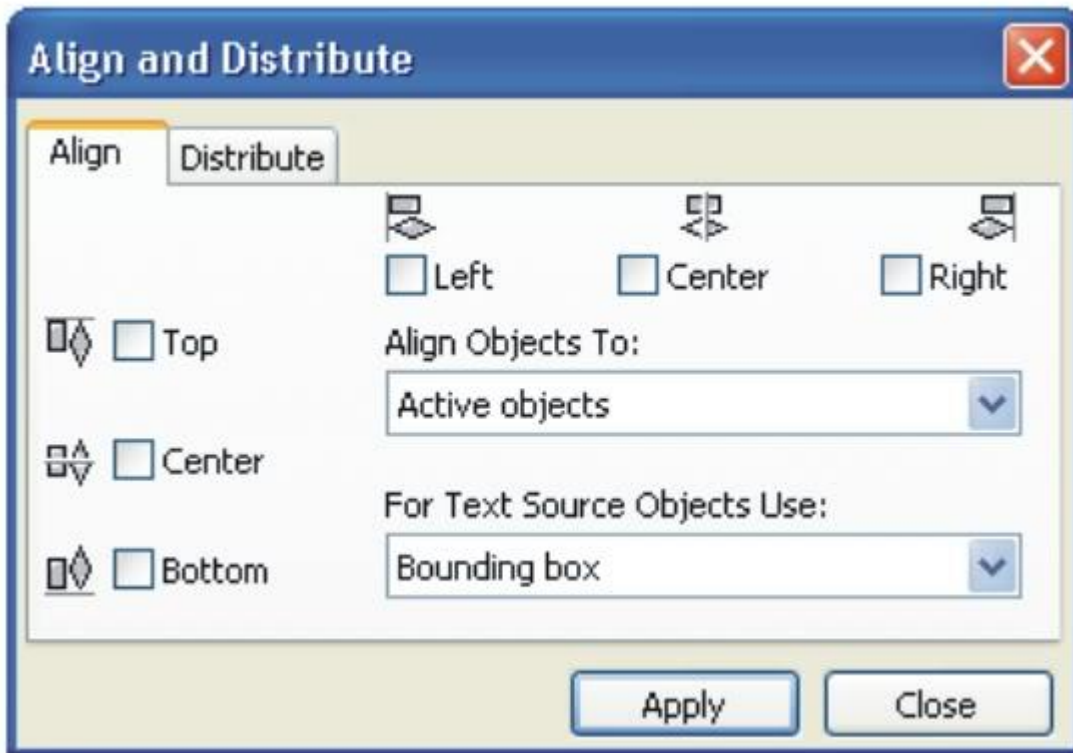 Align and Distribute
Align Distribute
Left Center Right
Top Align Objects To:
Active objects
Center
For Text Source Objects Use:
Bottom Bounding box
Apply Close